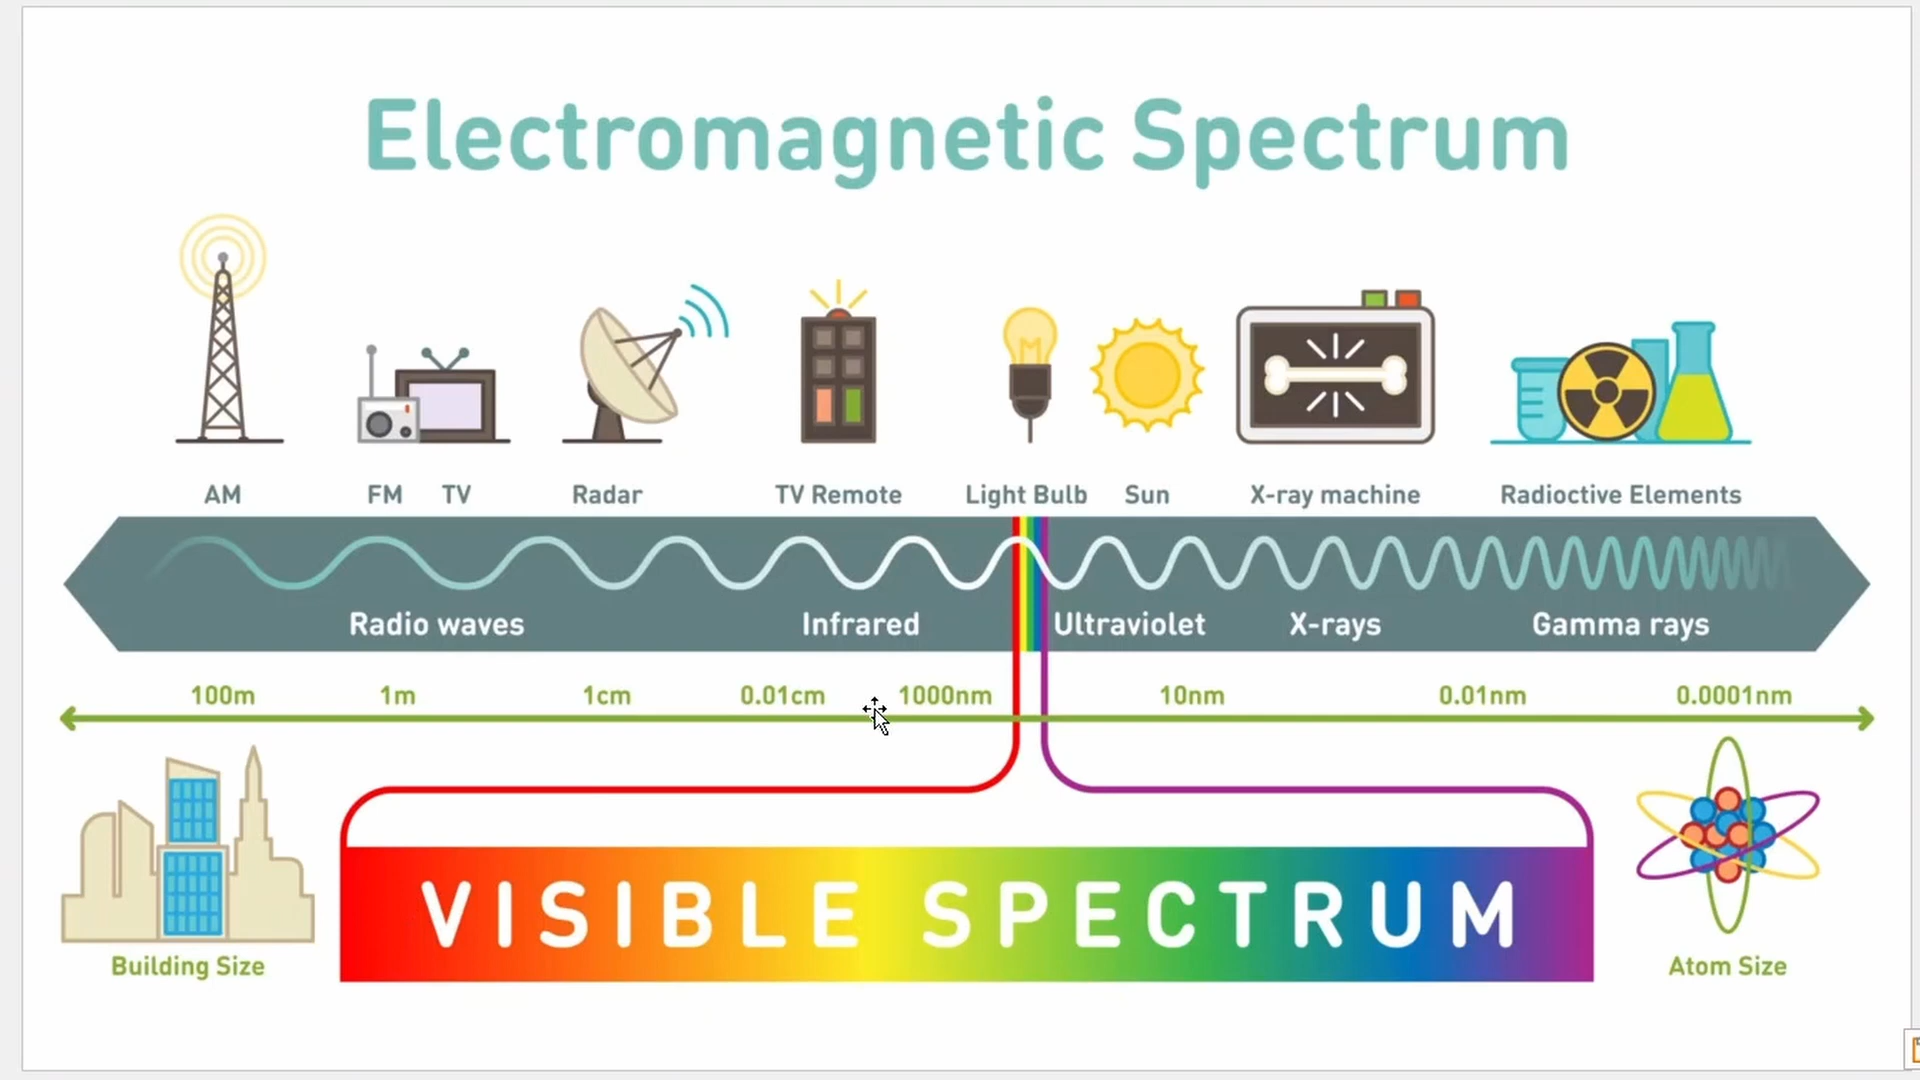 Electromagnetic Spectrum
AM FM TV Radar TV Remote Light Bulb Sun X-ray machine Radioctive Elements
Radio waves Infrared Ultraviolet X-rays Gamma rays
100m 1m 1cm 0.01cm 1000nm 10nm 0.01nm 0.0001nm
VISIBLE SPECTRUM
Building Size Atom Size